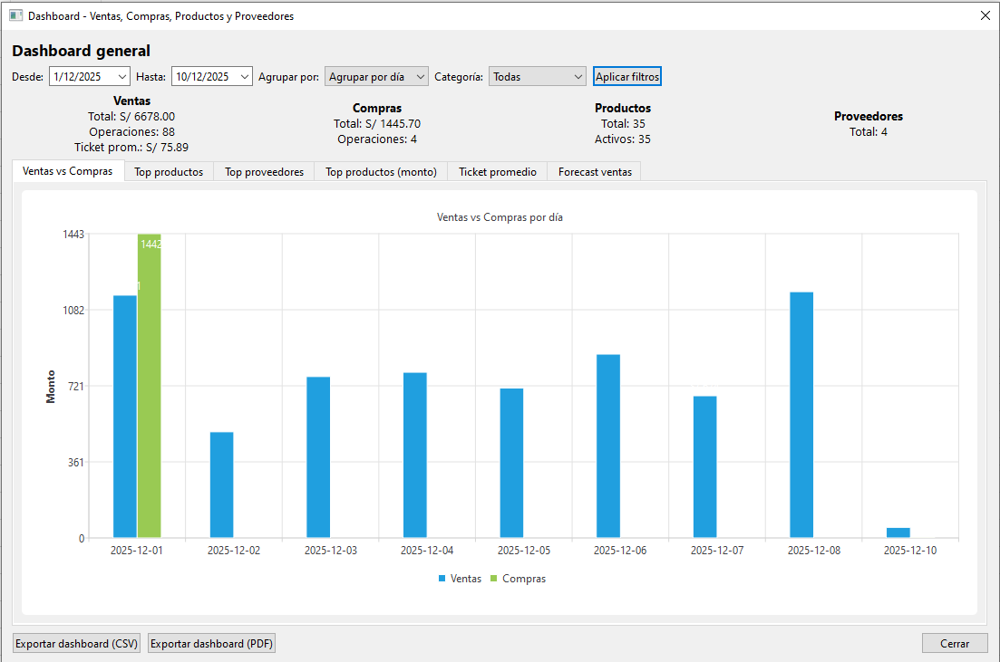 Dashboard - Ventas, Compras, Productos y Proveedores
Dashboard general
Desde: 1/12/2025 Hasta: 10/12/2025 Agrupar por: Agrupar por día Categoría: Todas Aplicar filtros
Ventas
Total: S/ 6678.00
Operaciones: 88
Ticket prom.: S/ 75.89
Compras
Total: S/ 1445.70
Operaciones: 4
Productos
Total: 35
Activos: 35
Proveedores
Total: 4
Ventas vs Compras Top productos Top proveedores Top productos (monto) Ticket promedio Forecast ventas
Ventas vs Compras por día
1443
1082
721
361
0
Monto
1442
2025-12-01 2025-12-02 2025-12-03 2025-12-04 2025-12-05 2025-12-06 2025-12-07 2025-12-08 2025-12-10
Ventas Compras
Exportar dashboard (CSV) Exportar dashboard (PDF) Cerrar